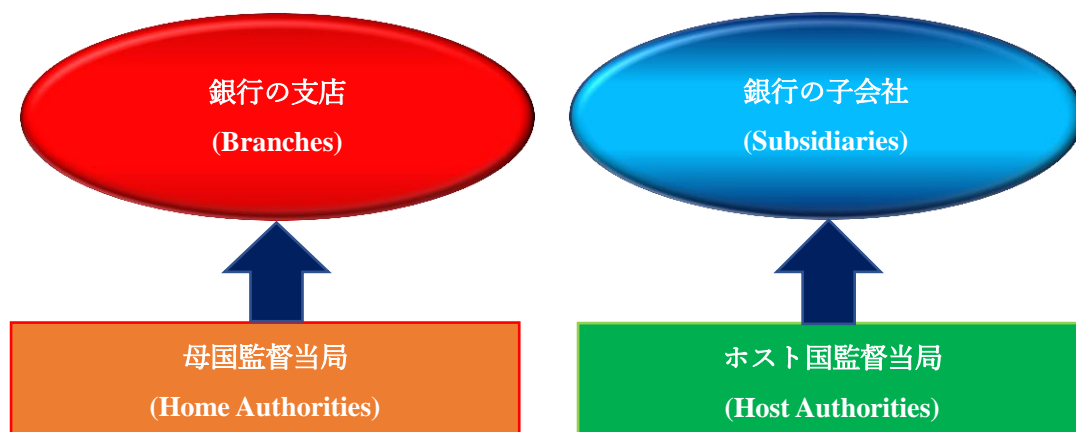 銀行の支店
(Branches)
銀行の子会社
(Subsidiaries)
母国監督当局
(Home Authorities)
ホスト国監督当局
(Host Authorities)